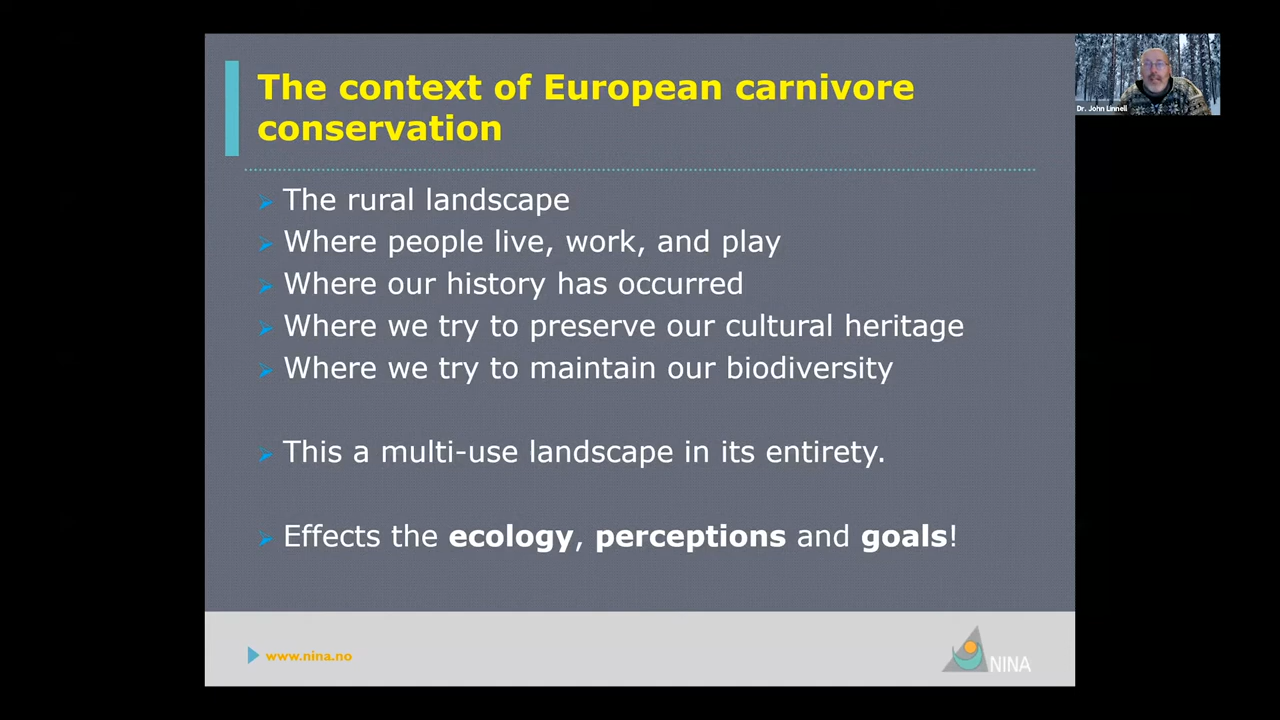 The context of European carnivore
conservation
Dr. John Linnell
The rural landscape
Where people live, work, and play
Where our history has occurred
Where we try to preserve our cultural heritage
Where we try to maintain our biodiversity
This a multi-use landscape in its entirety.
Effects the ecology, perceptions and goals!
www.nina.no
NINA